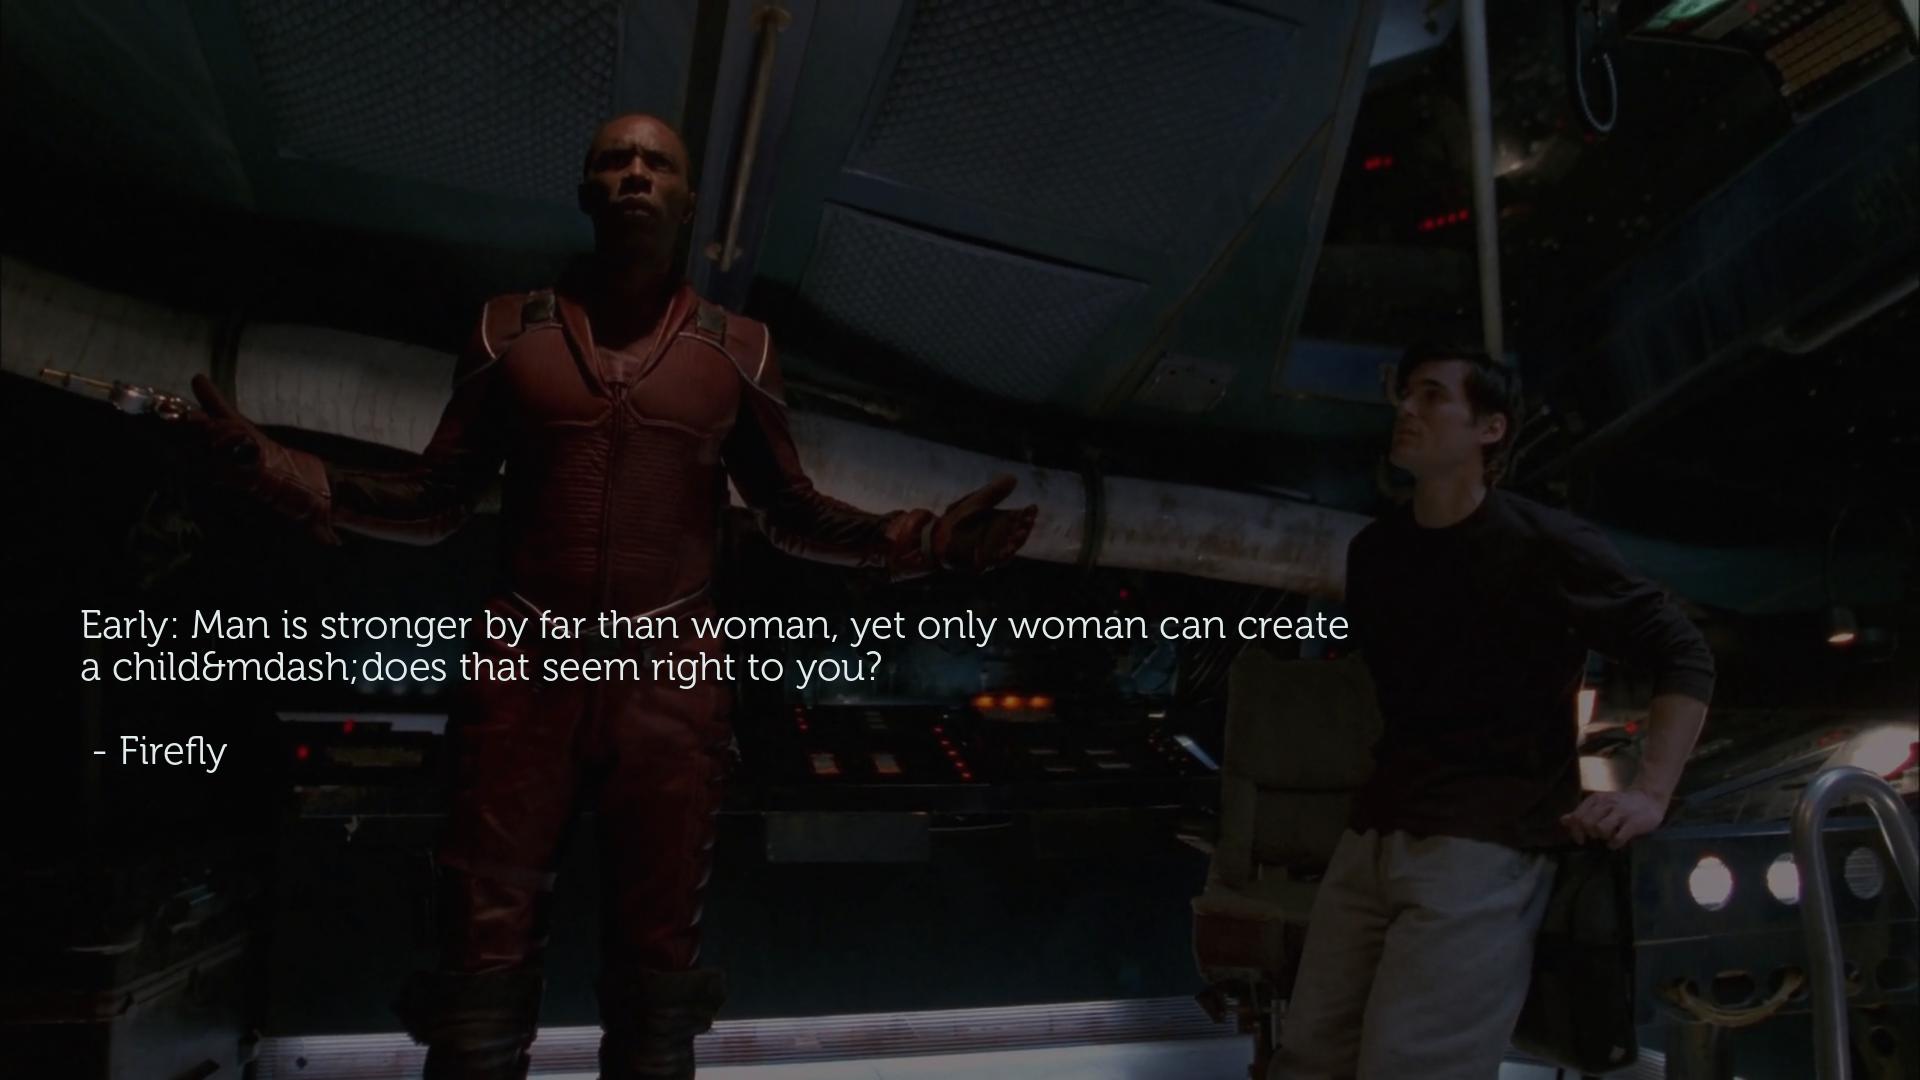 Early: Man is stronger by far than woman, yet only woman can create
a child&mdash;does that seem right to you?
- Firefly